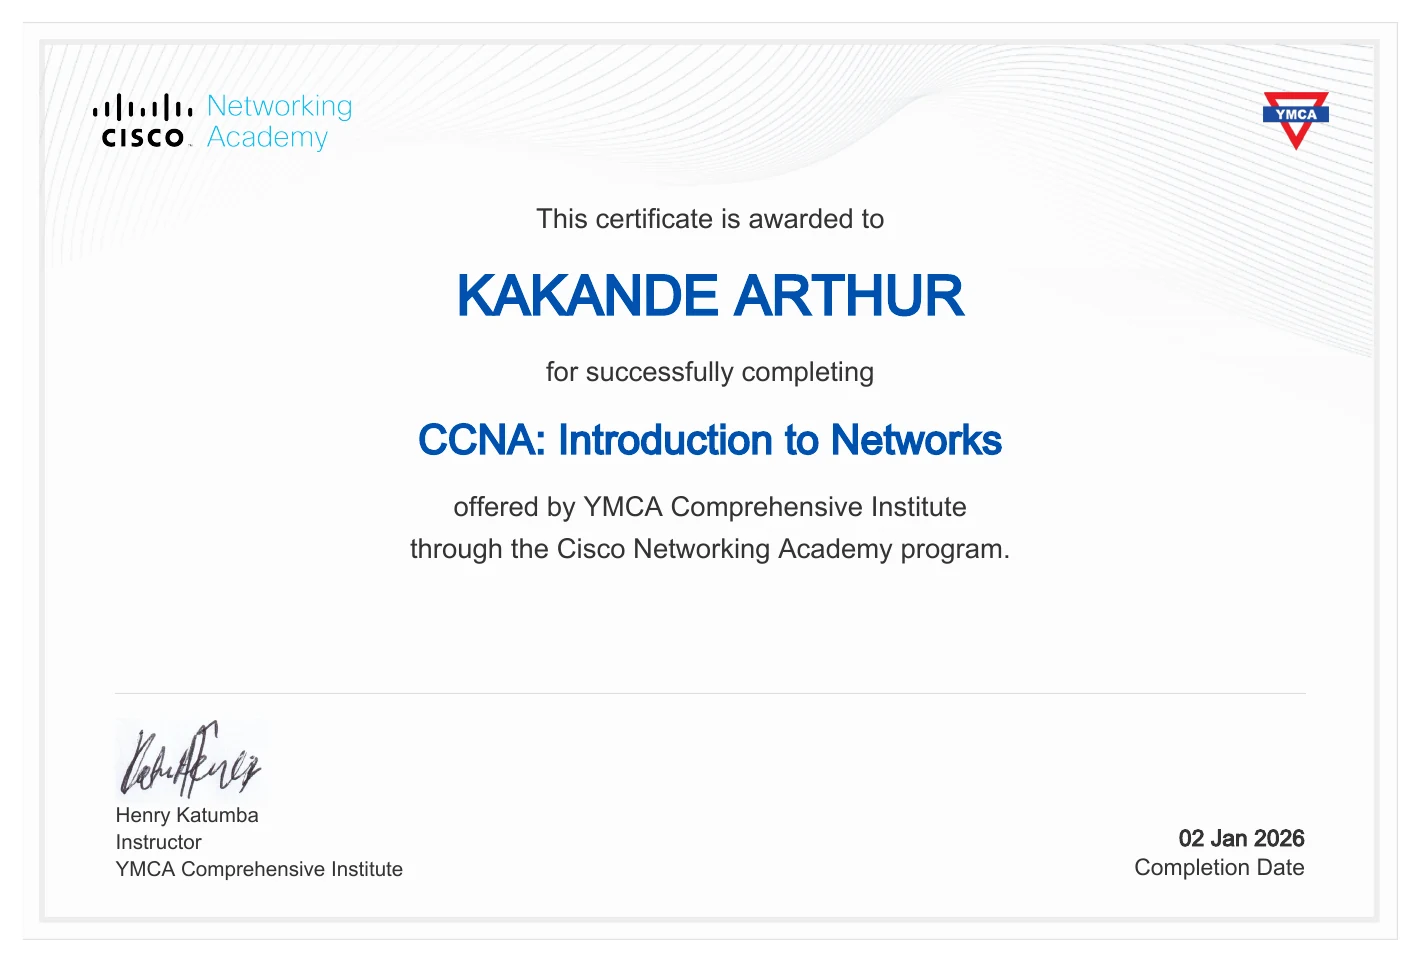 CISCO
Networking
Academy
YMCA
This certificate is awarded to
KAKANDE ARTHUR
for successfully completing
CCNA: Introduction to Networks
offered by YMCA Comprehensive Institute
through the Cisco Networking Academy program.
Henry Katumba
Instructor
YMCA Comprehensive Institute
02 Jan 2026
Completion Date